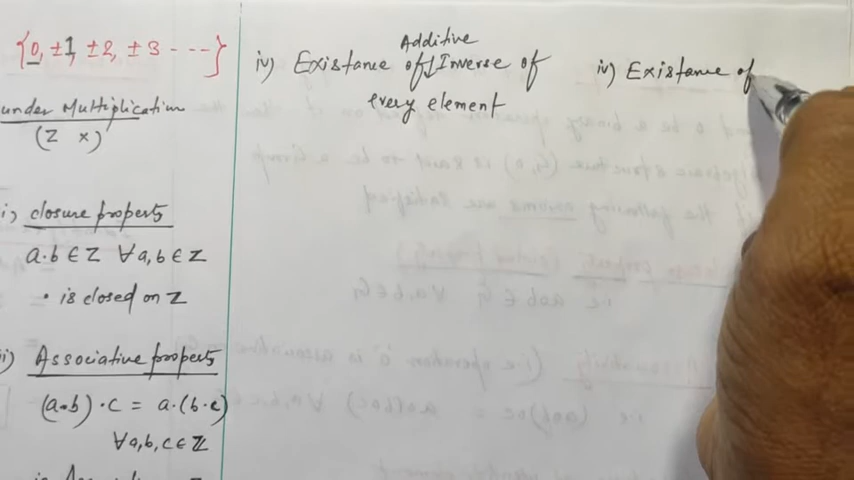 {0, ±1, ±2, ±3 ----}
under Multiplication
(Z ×)
i) closure property
a.b ∈ Z ∀ a,b ∈ Z
. is closed on Z
ii) Associative property
(a.b).c = a.(b.c)
∀ a,b,c ∈ Z
iv) Existance of Additive Inverse of
every element
iv) Existance of